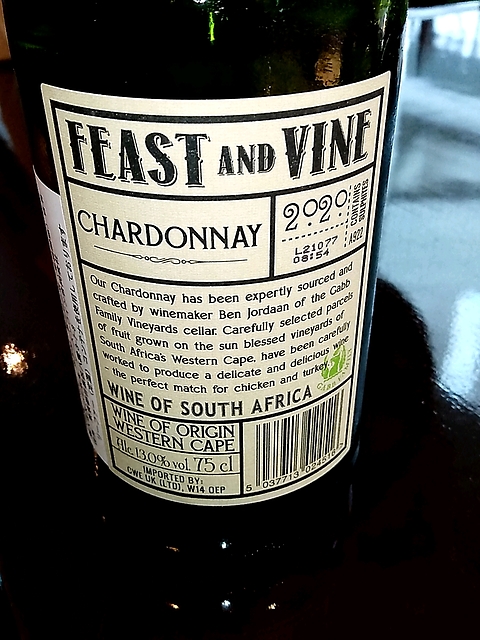 FEAST AND VINE
CHARDONNAY
2020
L21077
08:54
CONTAINS
SULPHITES
A922
Our Chardonnay has been expertly sourced and
crafted by winemaker Ben Jordaan of the Gabb
Family Vineyards cellar. Carefully selected parcels
of fruit grown on the sun blessed vineyards of
South Africa's Western Cape, have been carefully
worked to produce a delicate and delicious wine
- the perfect match for chicken and turkey.
WINE OF SOUTH AFRICA
WINE OF ORIGIN
WESTERN CAPE
Alc 13.0% vol. 75 cl
IMPORTED BY:
CWE UK (LTD), W14 0EP